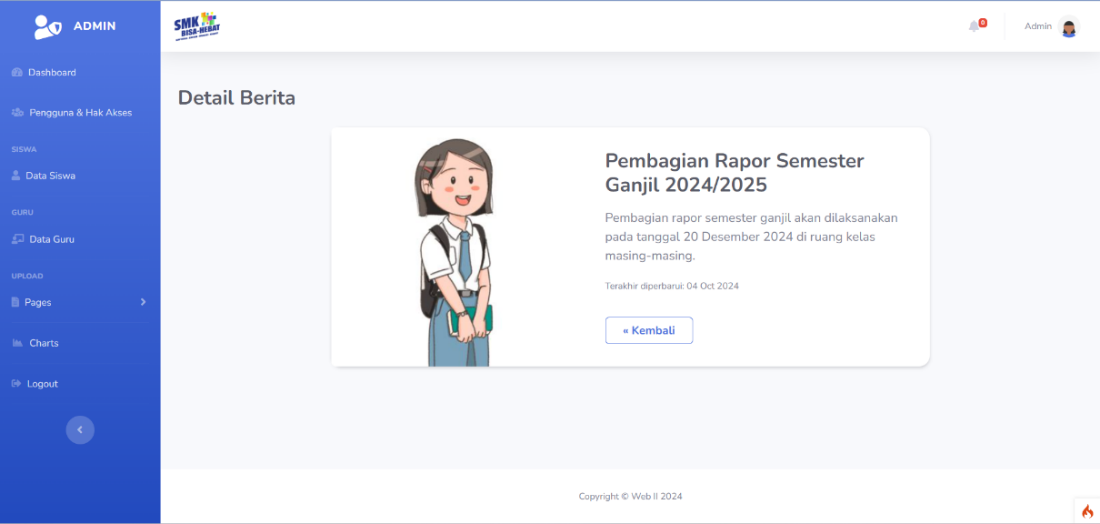 ADMIN
Dashboard
Pengguna & Hak Akses
SISWA
Data Siswa
GURU
Data Guru
UPLOAD
Pages
Charts
Logout
SMK
BISA-HEBAT
0
Admin
Detail Berita
Pembagian Rapor Semester
Ganjil 2024/2025
Pembagian rapor semester ganjil akan dilaksanakan
pada tanggal 20 Desember 2024 di ruang kelas
masing-masing.
Terakhir diperbarui: 04 Oct 2024
« Kembali
Copyright © Web II 2024